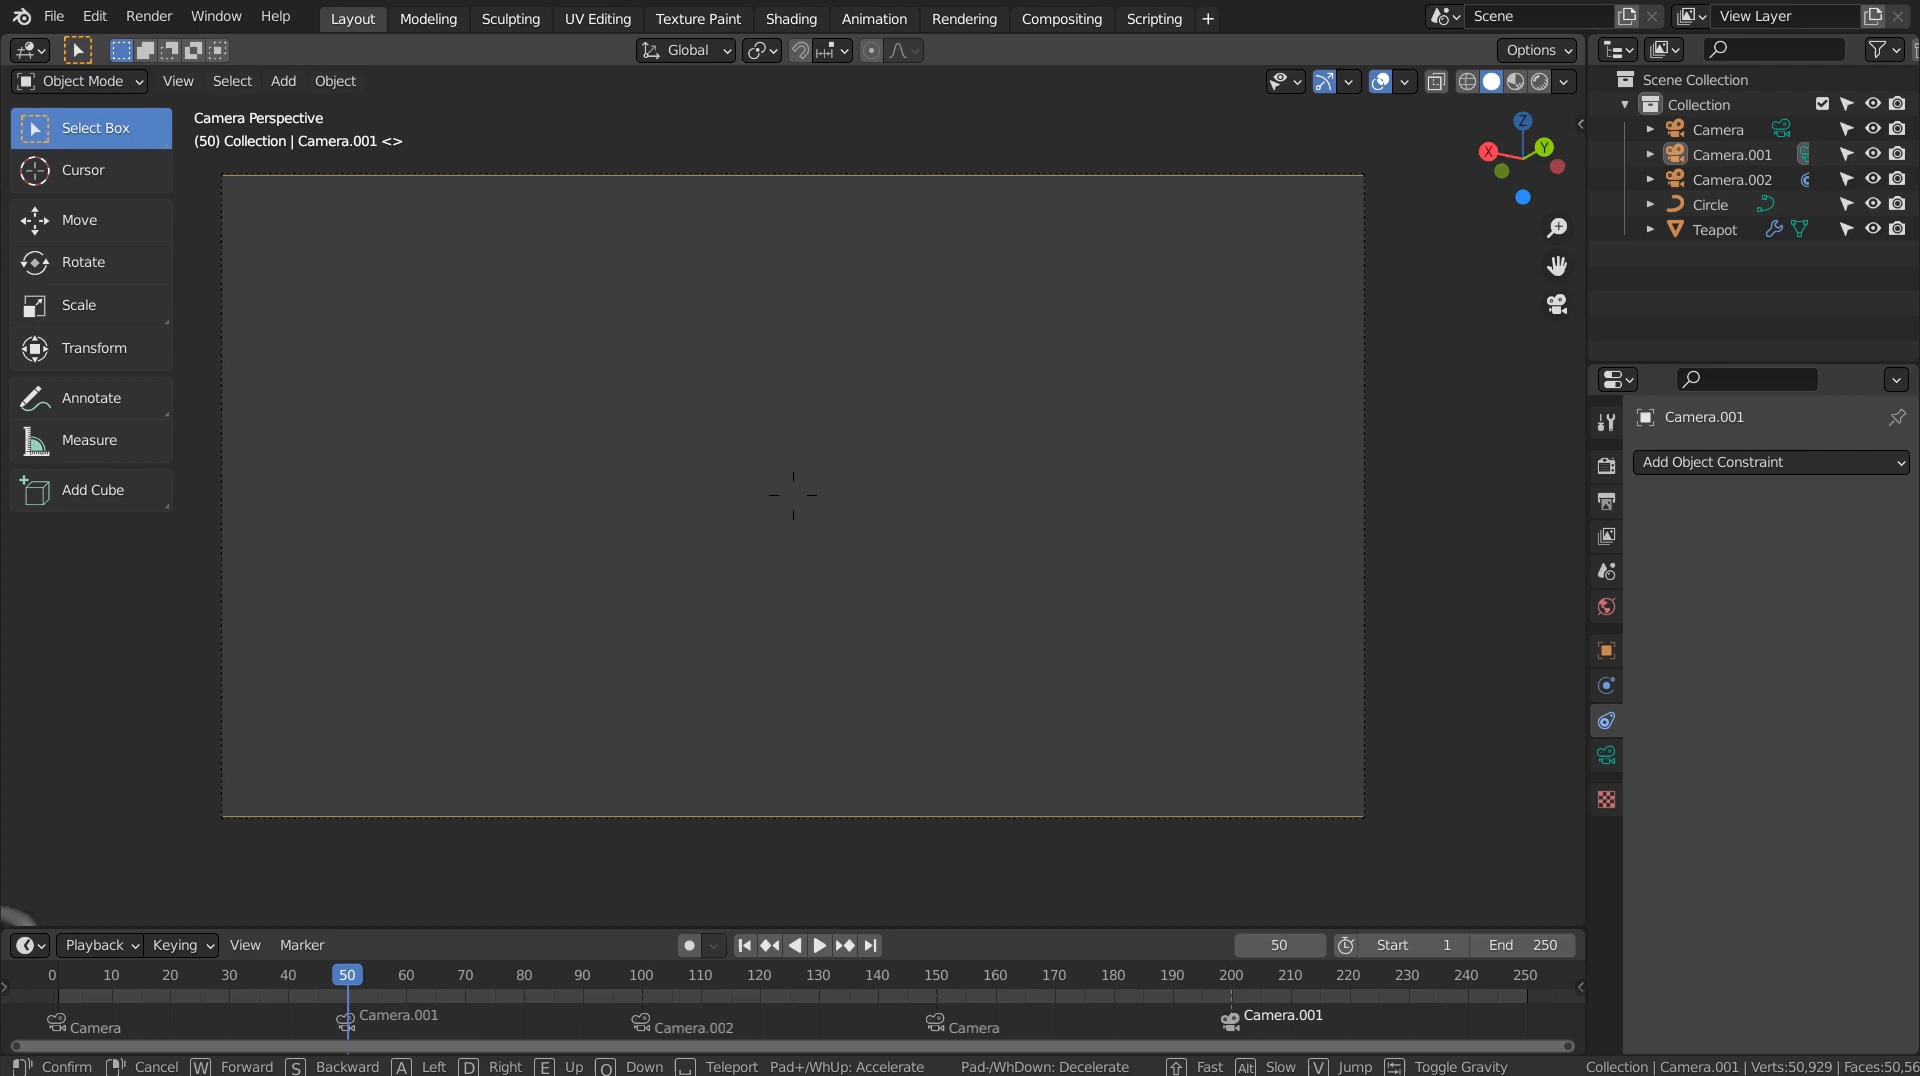 File Edit Render Window Help Layout Modeling Sculpting UV Editing Texture Paint Shading Animation Rendering Compositing Scripting + Scene View Layer
Global Options
Object Mode View Select Add Object
Scene Collection
Collection
Camera
Camera.001
Camera.002
Circle
Teapot
Select Box
Cursor
Move
Rotate
Scale
Transform
Annotate
Measure
Add Cube
Camera Perspective
(50) Collection | Camera.001 <>
Z
X
Y
Camera.001
Add Object Constraint
Playback Keying View Marker 50 Start 1 End 250
0 10 20 30 40 50 60 70 80 90 100 110 120 130 140 150 160 170 180 190 200 210 220 230 240 250
Camera Camera.001 Camera.002 Camera Camera.001
Confirm Cancel W Forward S Backward A Left D Right E Up Q Down Teleport Pad+/WhUp: Accelerate Pad-/WhDown: Decelerate Fast Alt Slow V Jump Toggle Gravity Collection | Camera.001 | Verts:50,929 | Faces:50,56